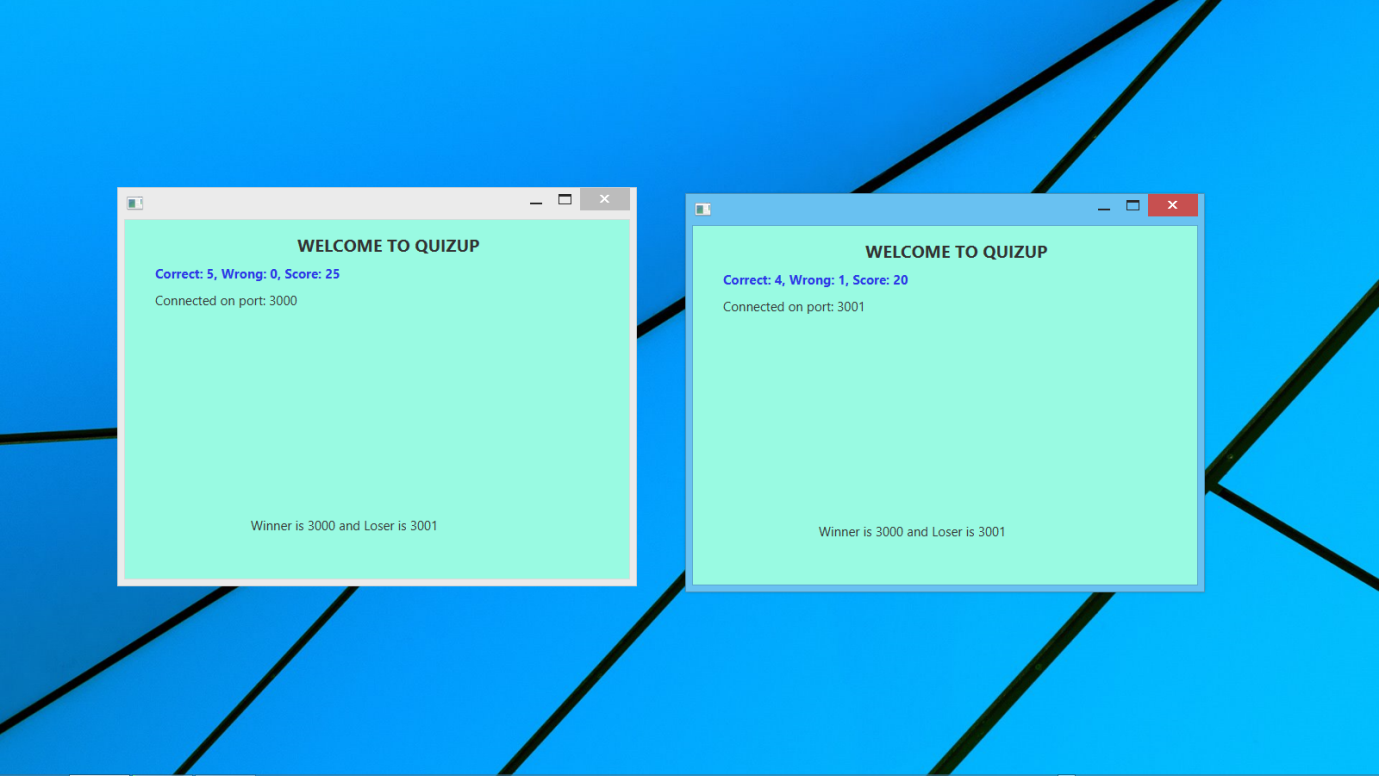 WELCOME TO QUIZUP
Correct: 5, Wrong: 0, Score: 25
Connected on port: 3000
Winner is 3000 and Loser is 3001
WELCOME TO QUIZUP
Correct: 4, Wrong: 1, Score: 20
Connected on port: 3001
Winner is 3000 and Loser is 3001